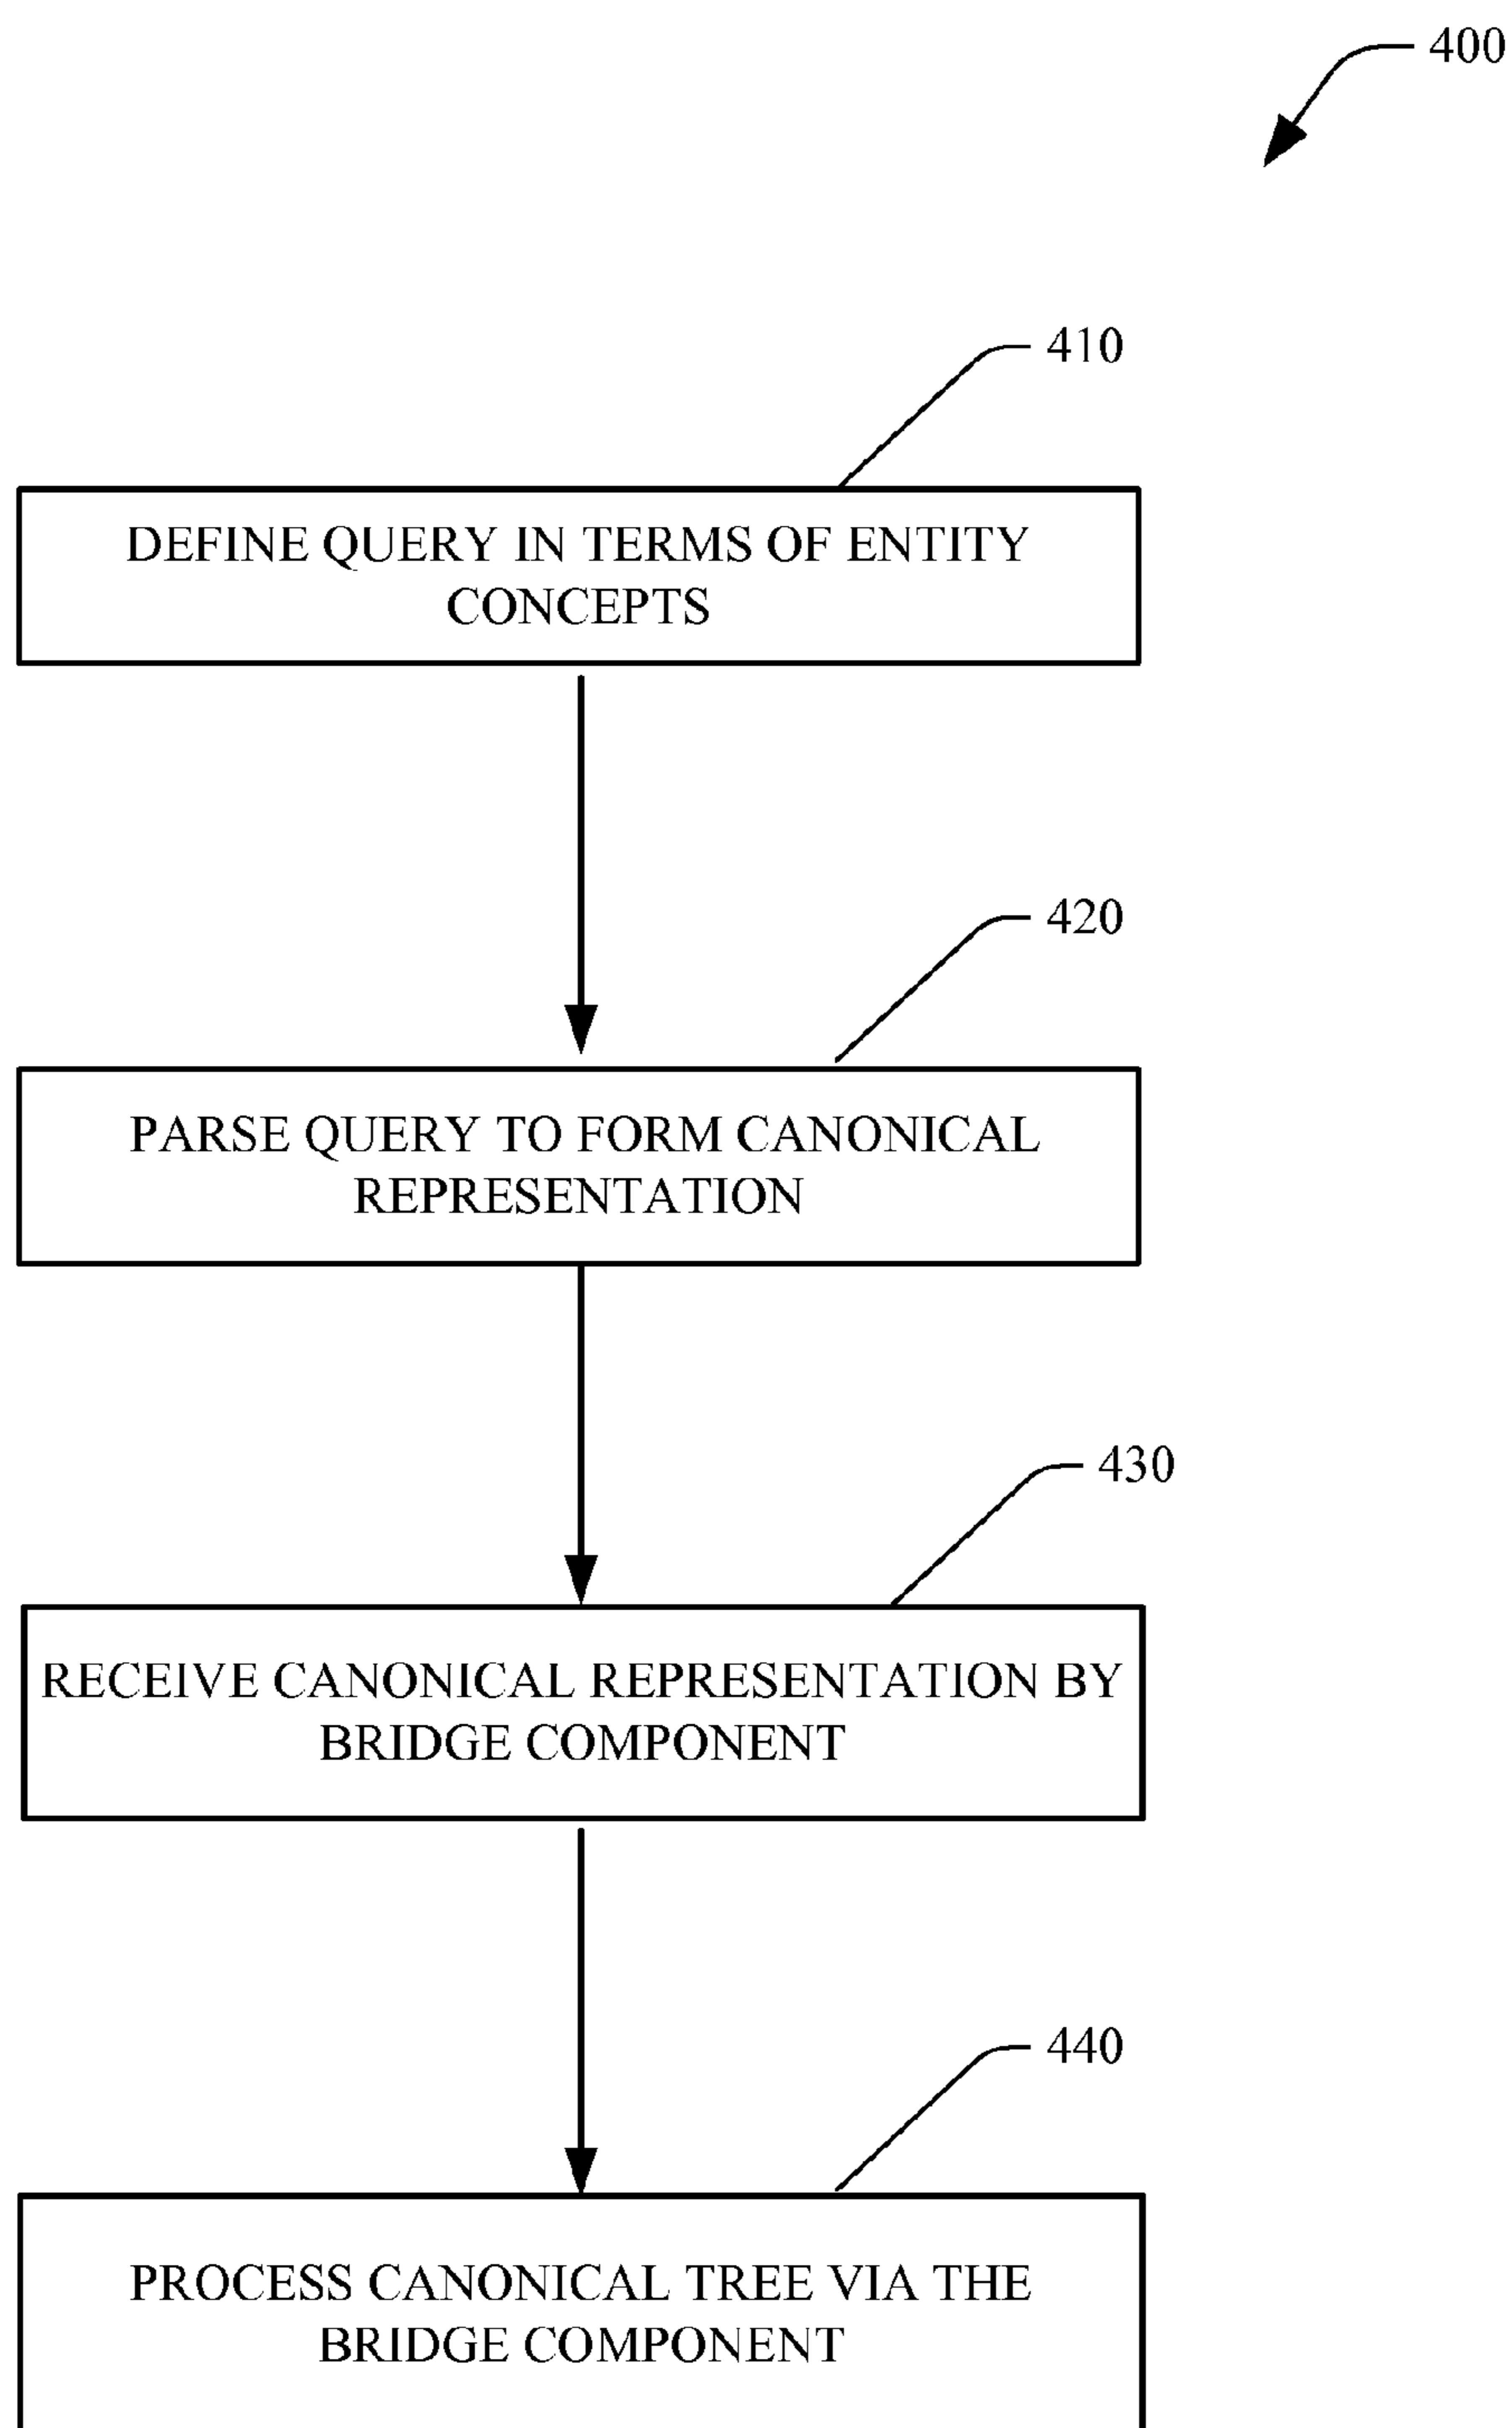 400
410
DEFINE QUERY IN TERMS OF ENTITY
CONCEPTS
420
PARSE QUERY TO FORM CANONICAL
REPRESENTATION
430
RECEIVE CANONICAL REPRESENTATION BY
BRIDGE COMPONENT
440
PROCESS CANONICAL TREE VIA THE
BRIDGE COMPONENT